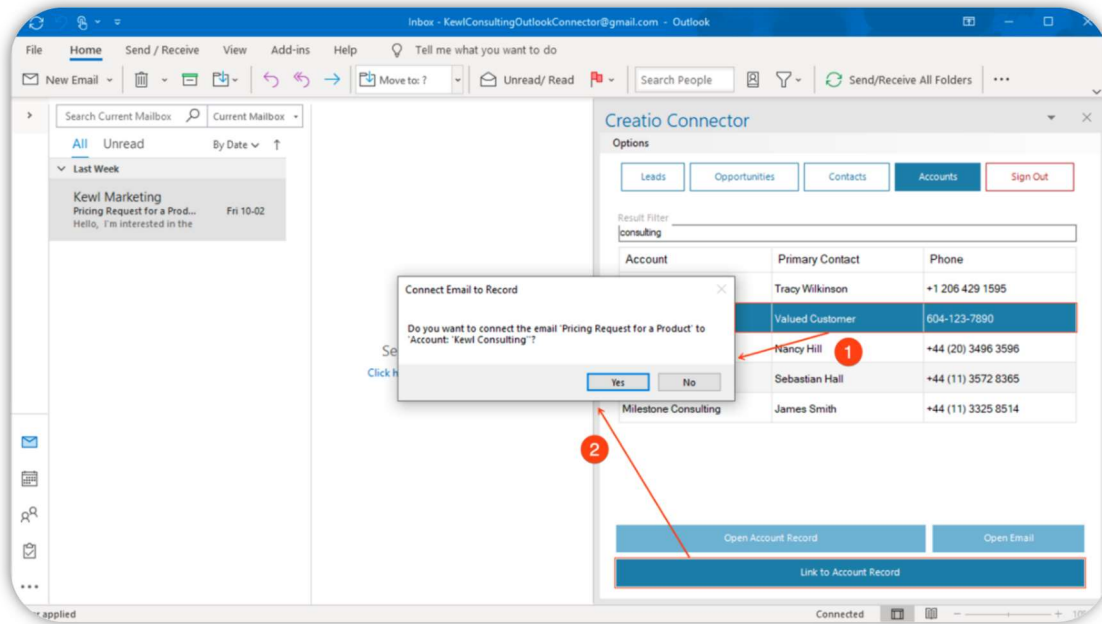 Inbox - KewlConsultingOutlookConnector@gmail.com - Outlook
File Home Send / Receive View Add-ins Help Tell me what you want to do
New Email Move to: ? Unread/ Read Search People Send/Receive All Folders
Search Current Mailbox Current Mailbox
All Unread By Date
Last Week
Kewl Marketing
Pricing Request for a Prod... Fri 10-02
Hello, I'm interested in the
Creatio Connector
Options
Leads Opportunities Contacts Accounts Sign Out
Result Filter
consulting
Account Primary Contact Phone
Tracy Wilkinson +1 206 429 1595
Valued Customer 604-123-7890
Nancy Hill +44 (20) 3496 3596
Sebastian Hall +44 (11) 3572 8365
Milestone Consulting James Smith +44 (11) 3325 8514
Connect Email to Record
Do you want to connect the email 'Pricing Request for a Product' to
'Account: 'Kewl Consulting''?
Yes No
1
2
Open Account Record Open Email
Link to Account Record
applied Connected